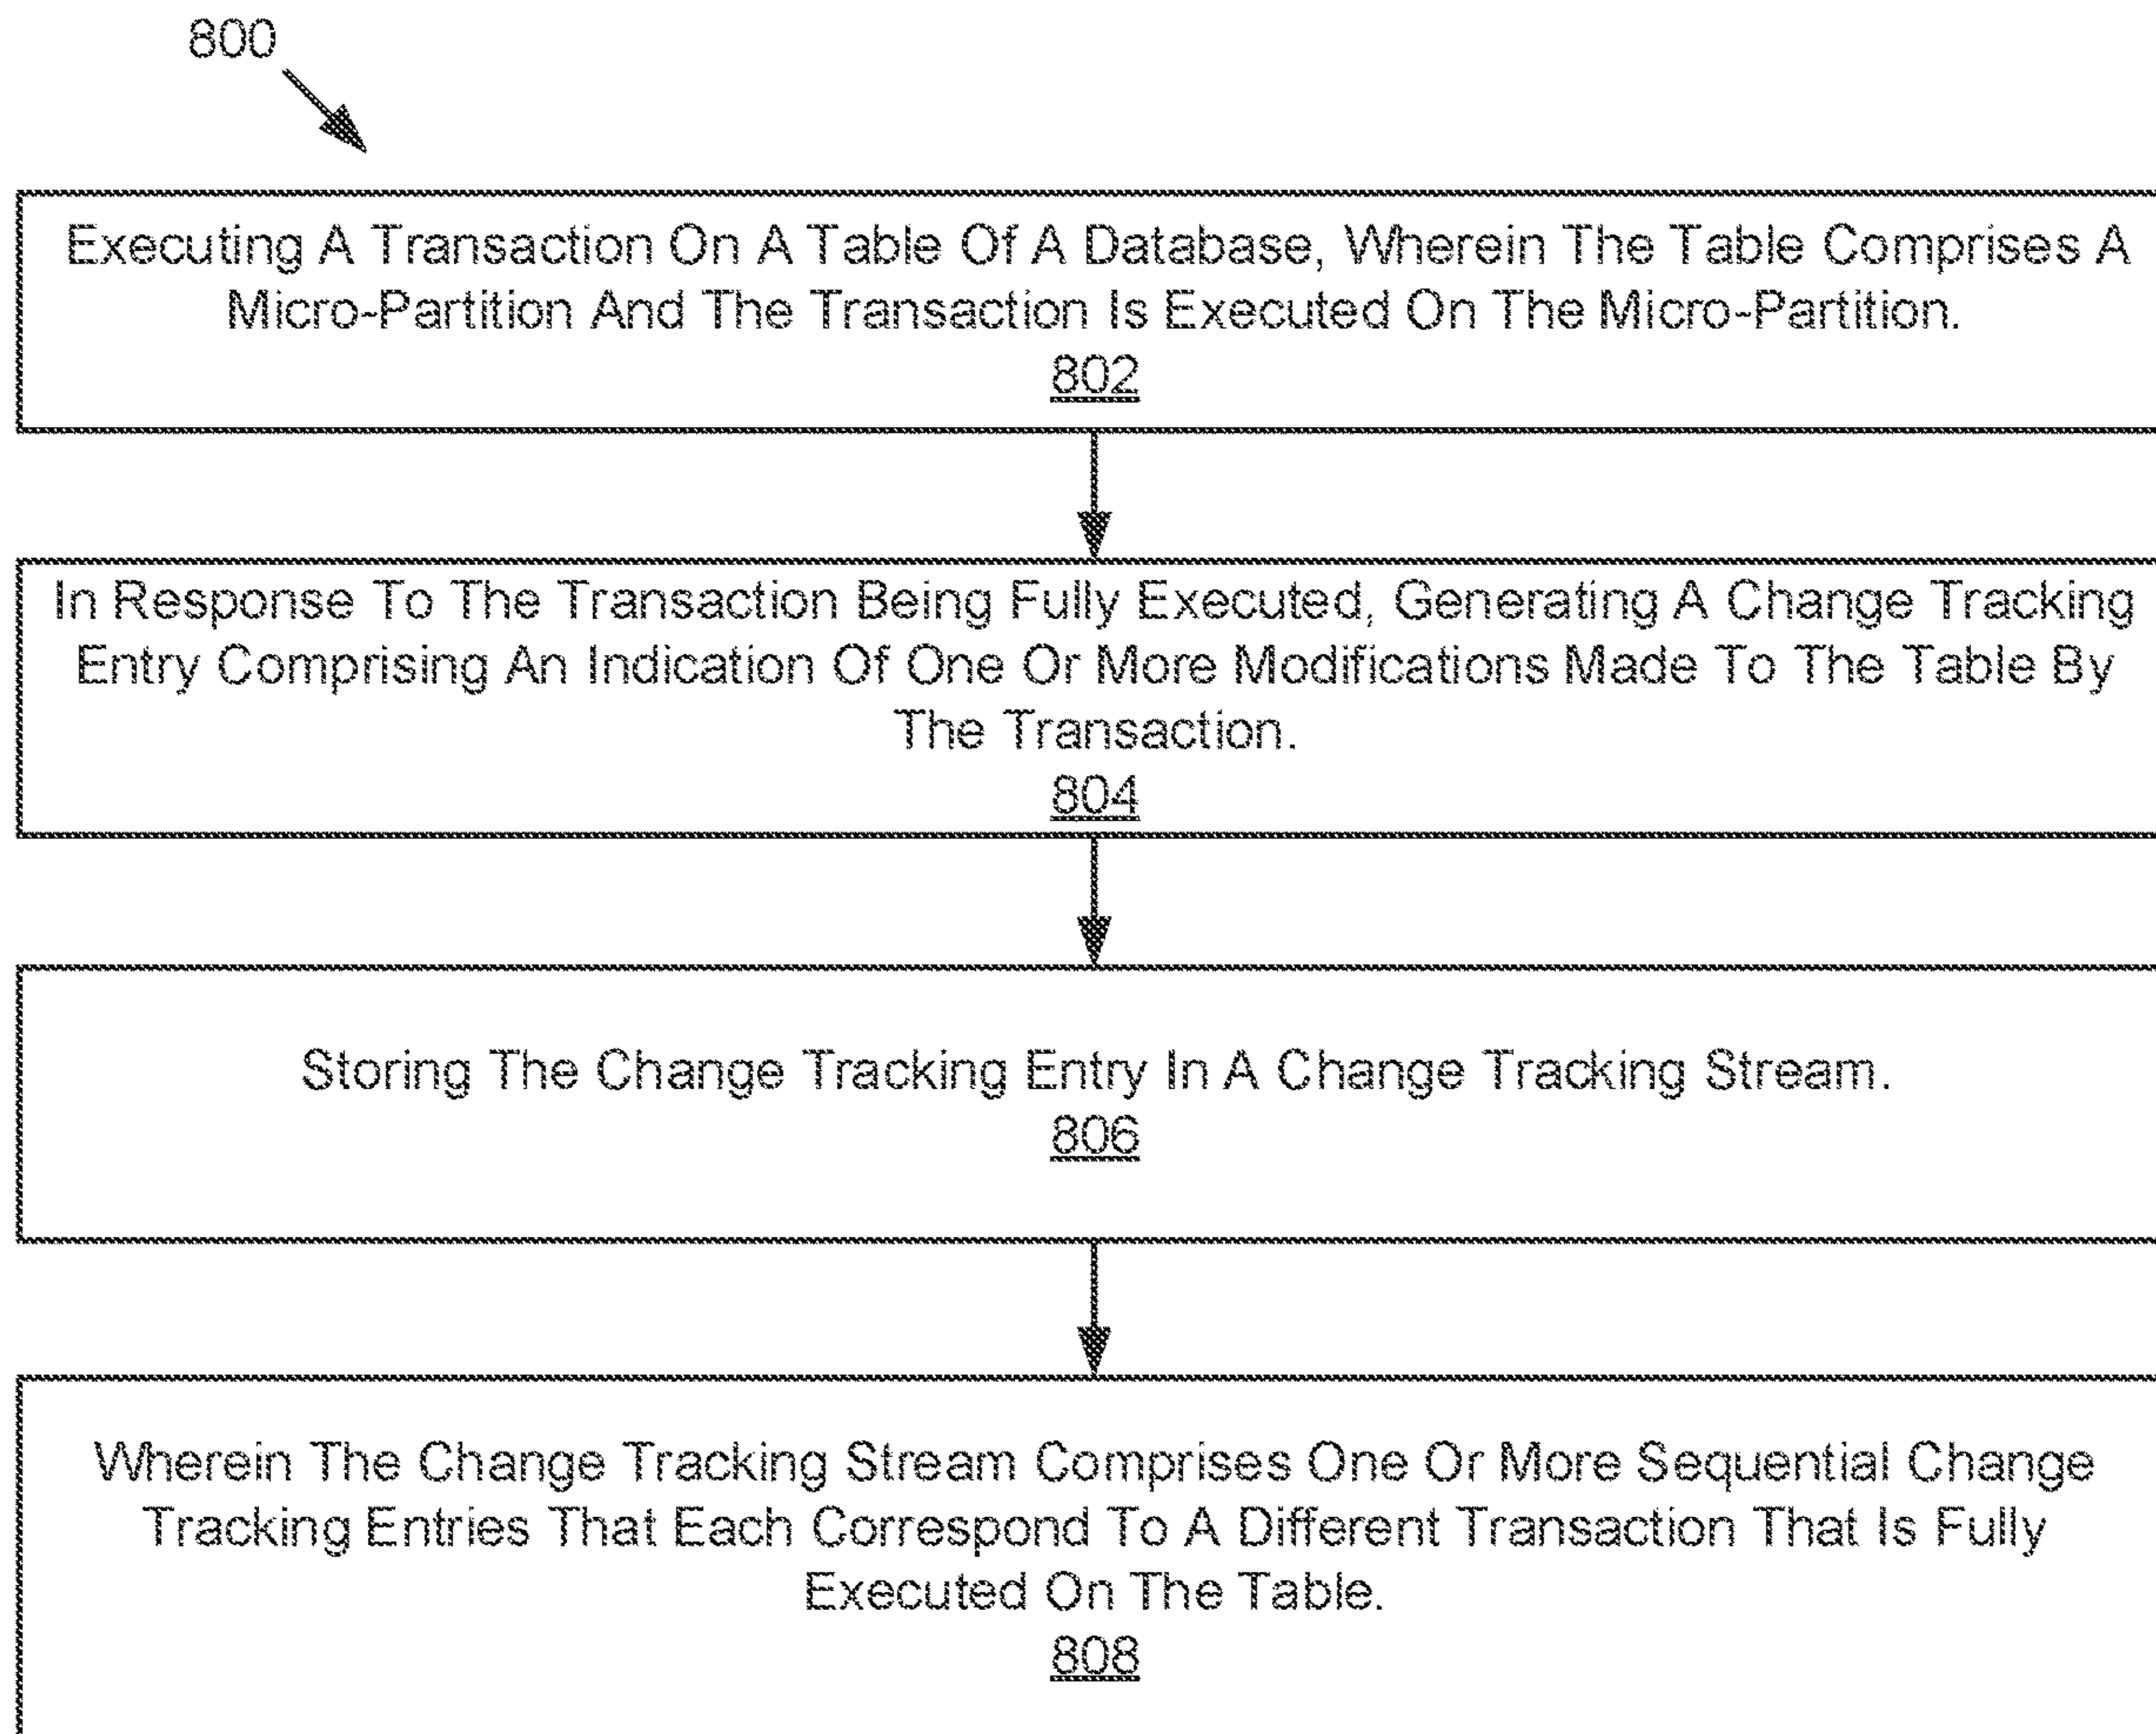 800
Executing A Transaction On A Table Of A Database, Wherein The Table Comprises A
Micro-Partition And The Transaction Is Executed On The Micro-Partition.
802
In Response To The Transaction Being Fully Executed, Generating A Change Tracking
Entry Comprising An Indication Of One Or More Modifications Made To The Table By
The Transaction.
804
Storing The Change Tracking Entry In A Change Tracking Stream.
806
Wherein The Change Tracking Stream Comprises One Or More Sequential Change
Tracking Entries That Each Correspond To A Different Transaction That Is Fully
Executed On The Table.
808